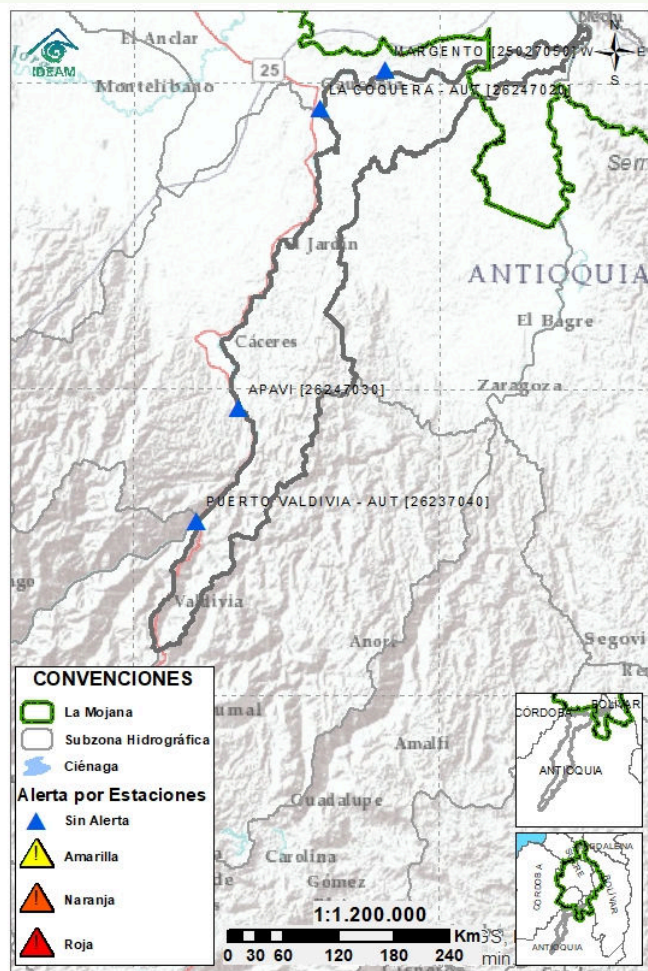 IDEAM
El Anclar
Nechí
N
W E
S
25
MARGENTO [25027050]
Montelíbano
LA COQUERA - AUT [26247020]
El Jardín
ANTIOQUIA
El Bagre
Cáceres
Zaragoza
APAVI [26247030]
PUERTO VALDIVIA - AUT [26237040]
Valdivia
Anorí
Segovi
Amalfi
Guadalupe
Carolina
Gómez
CONVENCIONES
La Mojana
Subzona Hidrográfica
Ciénaga
Alerta por Estaciones
Sin Alerta
Amarilla
Naranja
Roja
CÓRDOBA
BOLÍVAR
ANTIOQUIA
CÓRDOBA
BOLÍVAR
ANTIOQUIA
1:1.200.000
Km
0 30 60 120 180 240